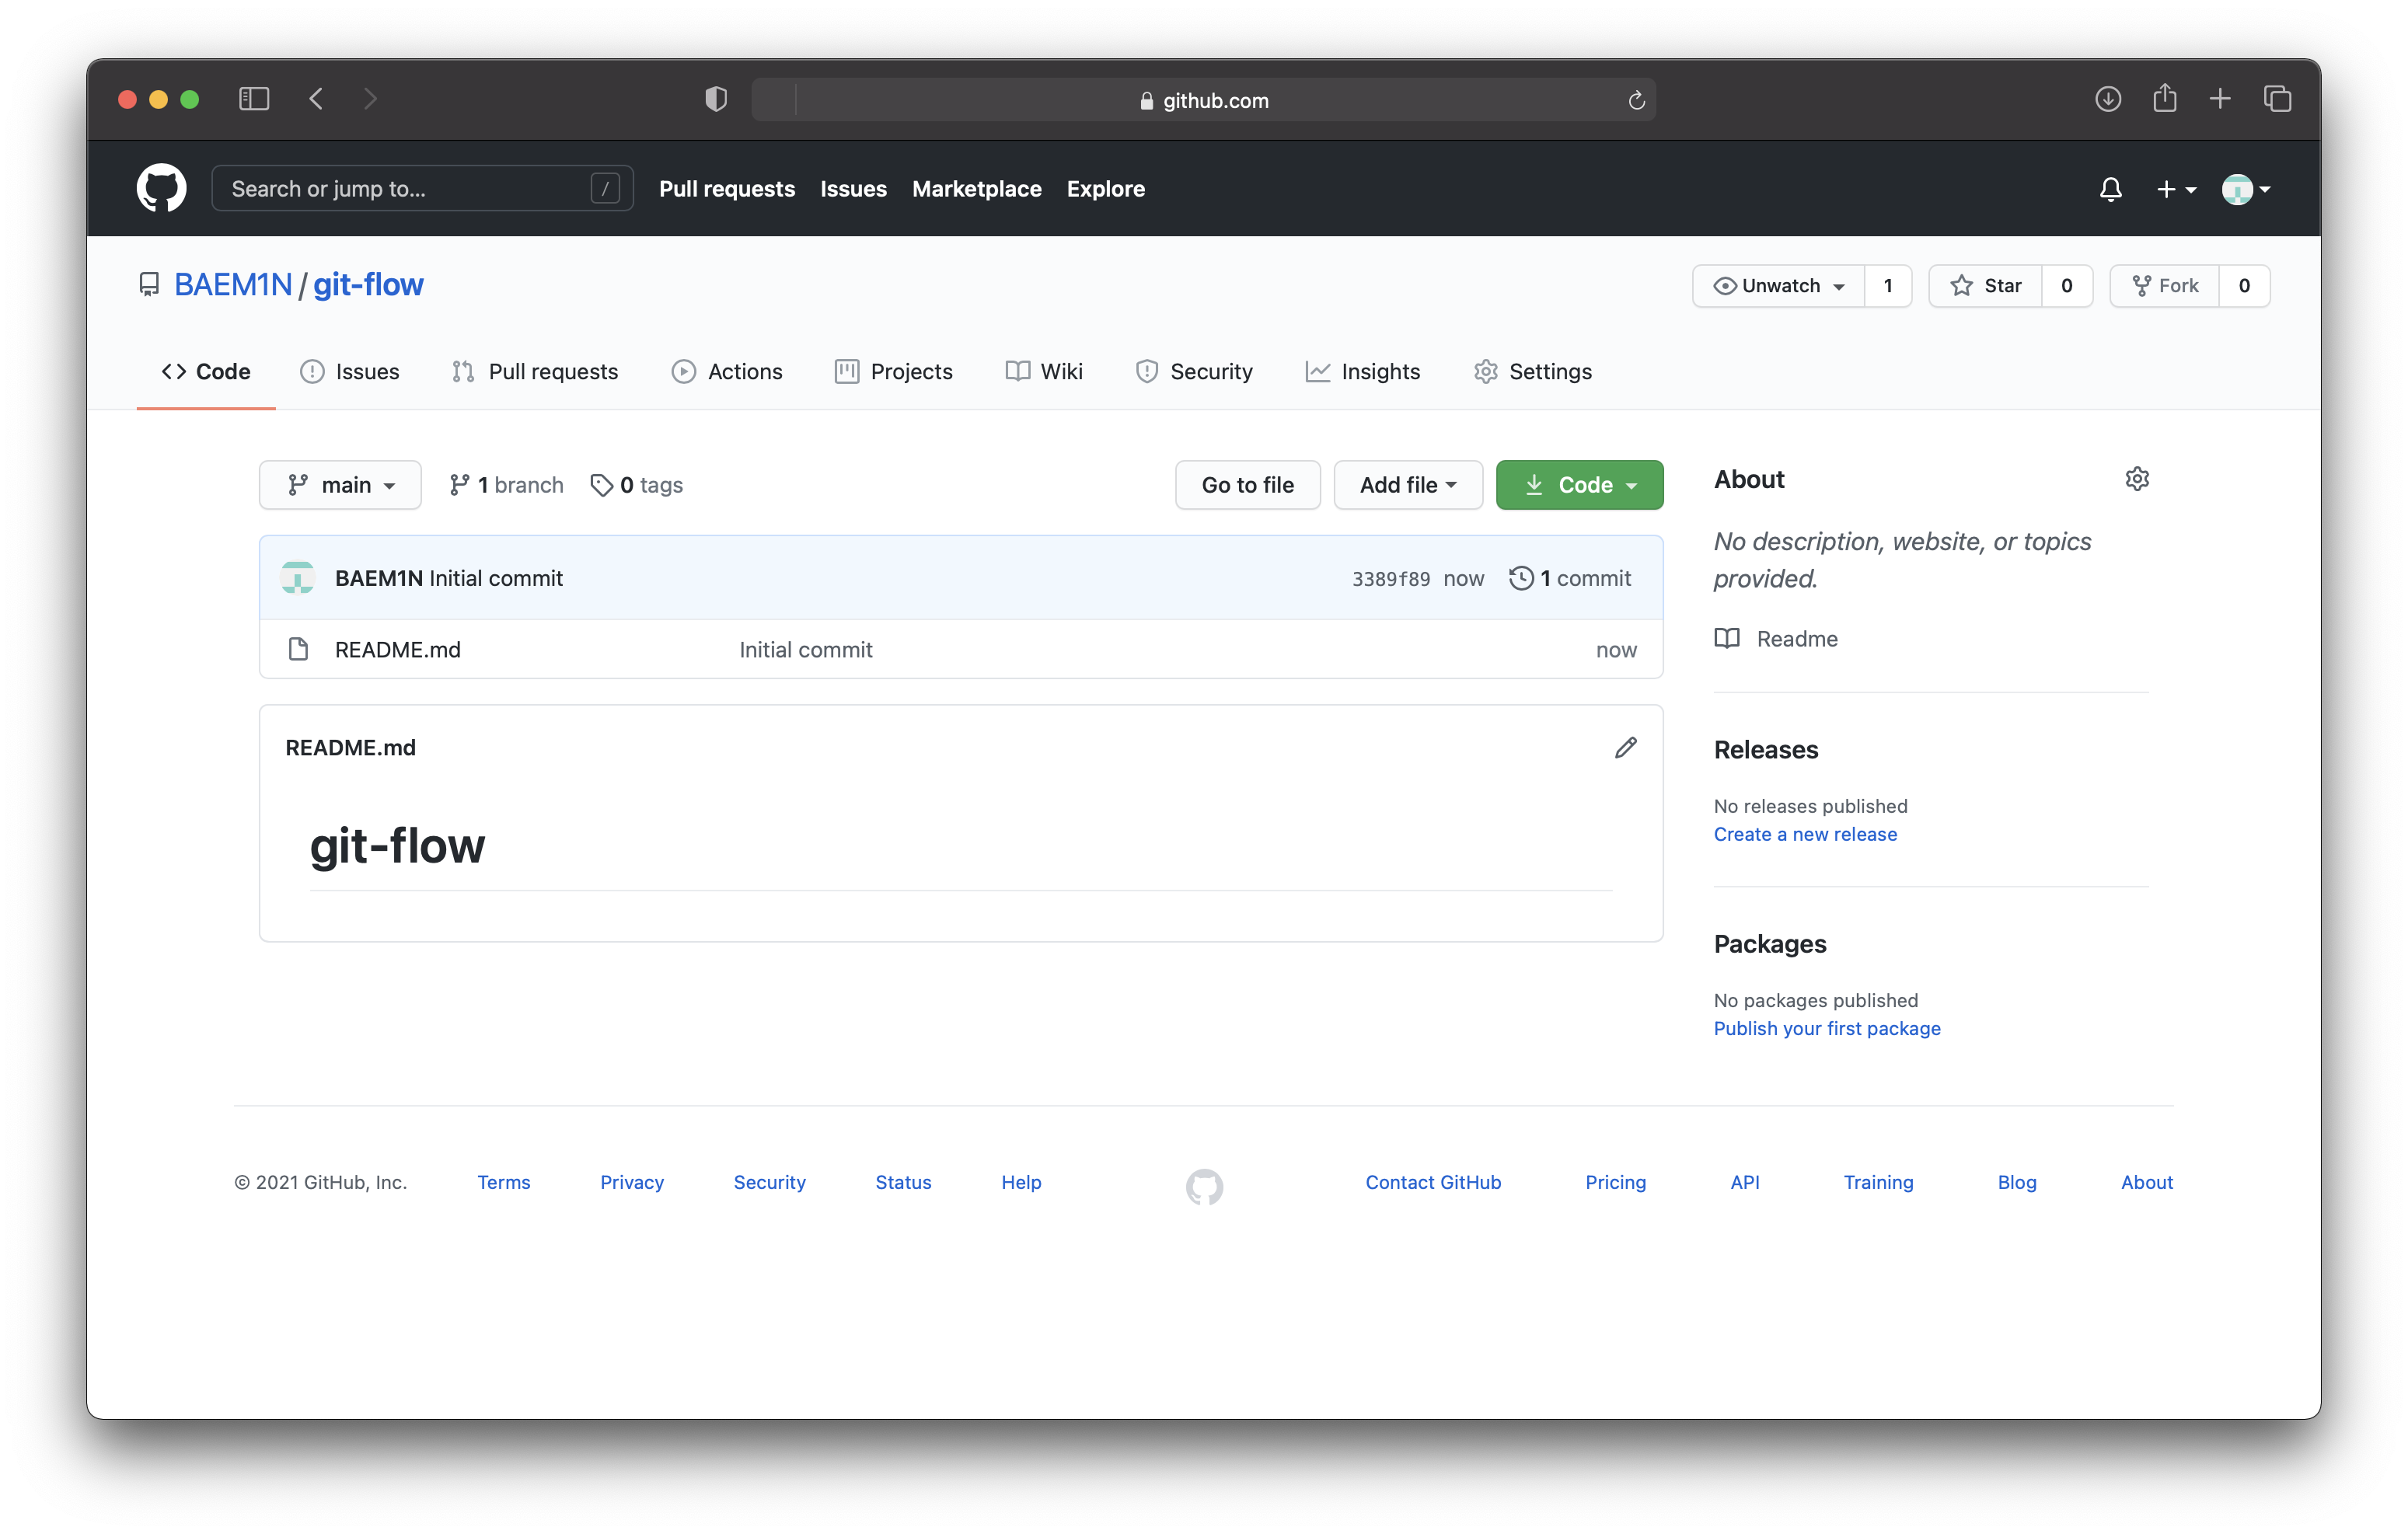 github.com
Search or jump to... / Pull requests Issues Marketplace Explore
BAEM1N / git-flow Unwatch 1 Star 0 Fork 0
Code Issues Pull requests Actions Projects Wiki Security Insights Settings
main 1 branch 0 tags Go to file Add file Code
BAEM1N Initial commit 3389f89 now 1 commit
README.md Initial commit now
README.md
git-flow
About
No description, website, or topics
provided.
Readme
Releases
No releases published
Create a new release
Packages
No packages published
Publish your first package
© 2021 GitHub, Inc. Terms Privacy Security Status Help Contact GitHub Pricing API Training Blog About